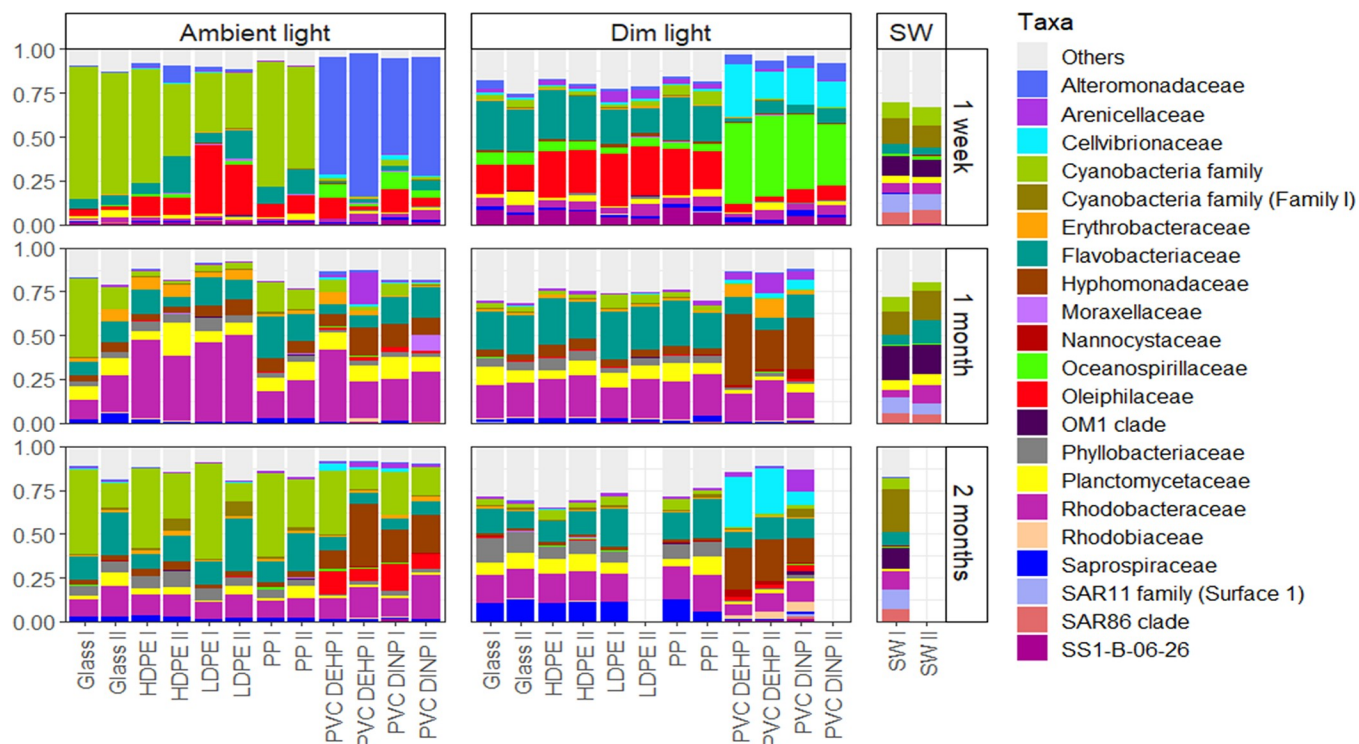 Ambient light
Dim light
SW
1.00
0.75
0.50
0.25
0.00
1 week
1.00
0.75
0.50
0.25
0.00
1 month
1.00
0.75
0.50
0.25
0.00
2 months
Glass I
Glass II
HDPE I
HDPE II
LDPE I
LDPE II
PP I
PP II
PVC DEHP I
PVC DEHP II
PVC DINP I
PVC DINP II
Glass I
Glass II
HDPE I
HDPE II
LDPE I
LDPE II
PP I
PP II
PVC DEHP I
PVC DEHP II
PVC DINP I
PVC DINP II
SW I
SW II
Taxa
Others
Alteromonadaceae
Arenicellaceae
Cellvibrionaceae
Cyanobacteria family
Cyanobacteria family (Family I)
Erythrobacteraceae
Flavobacteriaceae
Hyphomonadaceae
Moraxellaceae
Nannocystaceae
Oceanospirillaceae
Oleiphilaceae
OM1 clade
Phyllobacteriaceae
Planctomycetaceae
Rhodobacteraceae
Rhodobiaceae
Saprospiraceae
SAR11 family (Surface 1)
SAR86 clade
SS1-B-06-26